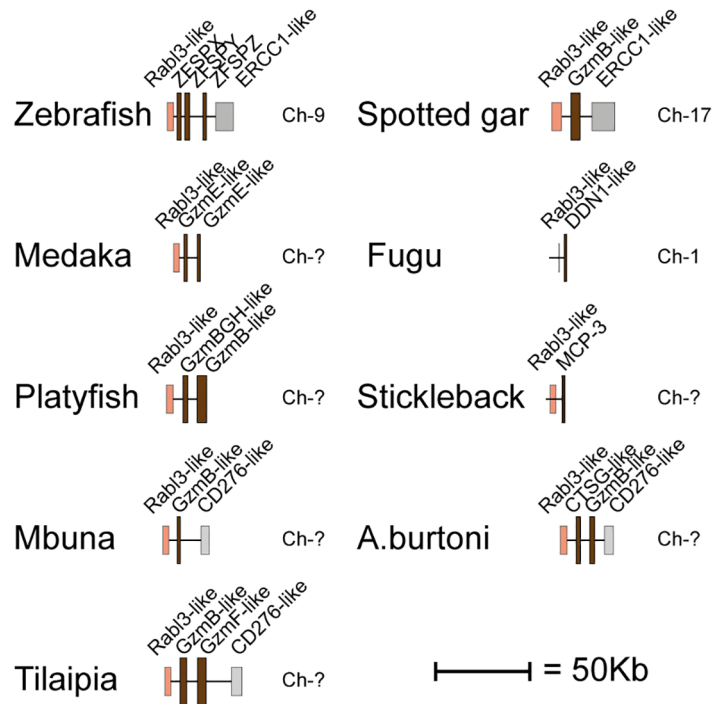 Rabl3-like ZFSPX ZFSPY ZFSPZ ERCC1-like
Zebrafish Ch-9
Rabl3-like GzmB-like ERCC1-like
Spotted gar Ch-17
Rabl3-like GzmE-like GzmE-like
Medaka Ch-?
Rabl3-like DDN1-like
Fugu Ch-1
Rabl3-like GzmBGH-like GzmB-like
Platyfish Ch-?
Rabl3-like MCP-3
Stickleback Ch-?
Rabl3-like GzmB-like CD276-like
Mbuna Ch-?
Rabl3-like CTSG-like GzmB-like CD276-like
A.burtoni Ch-?
Rabl3-like GzmB-like GzmF-like CD276-like
Tilaipia Ch-?
= 50Kb